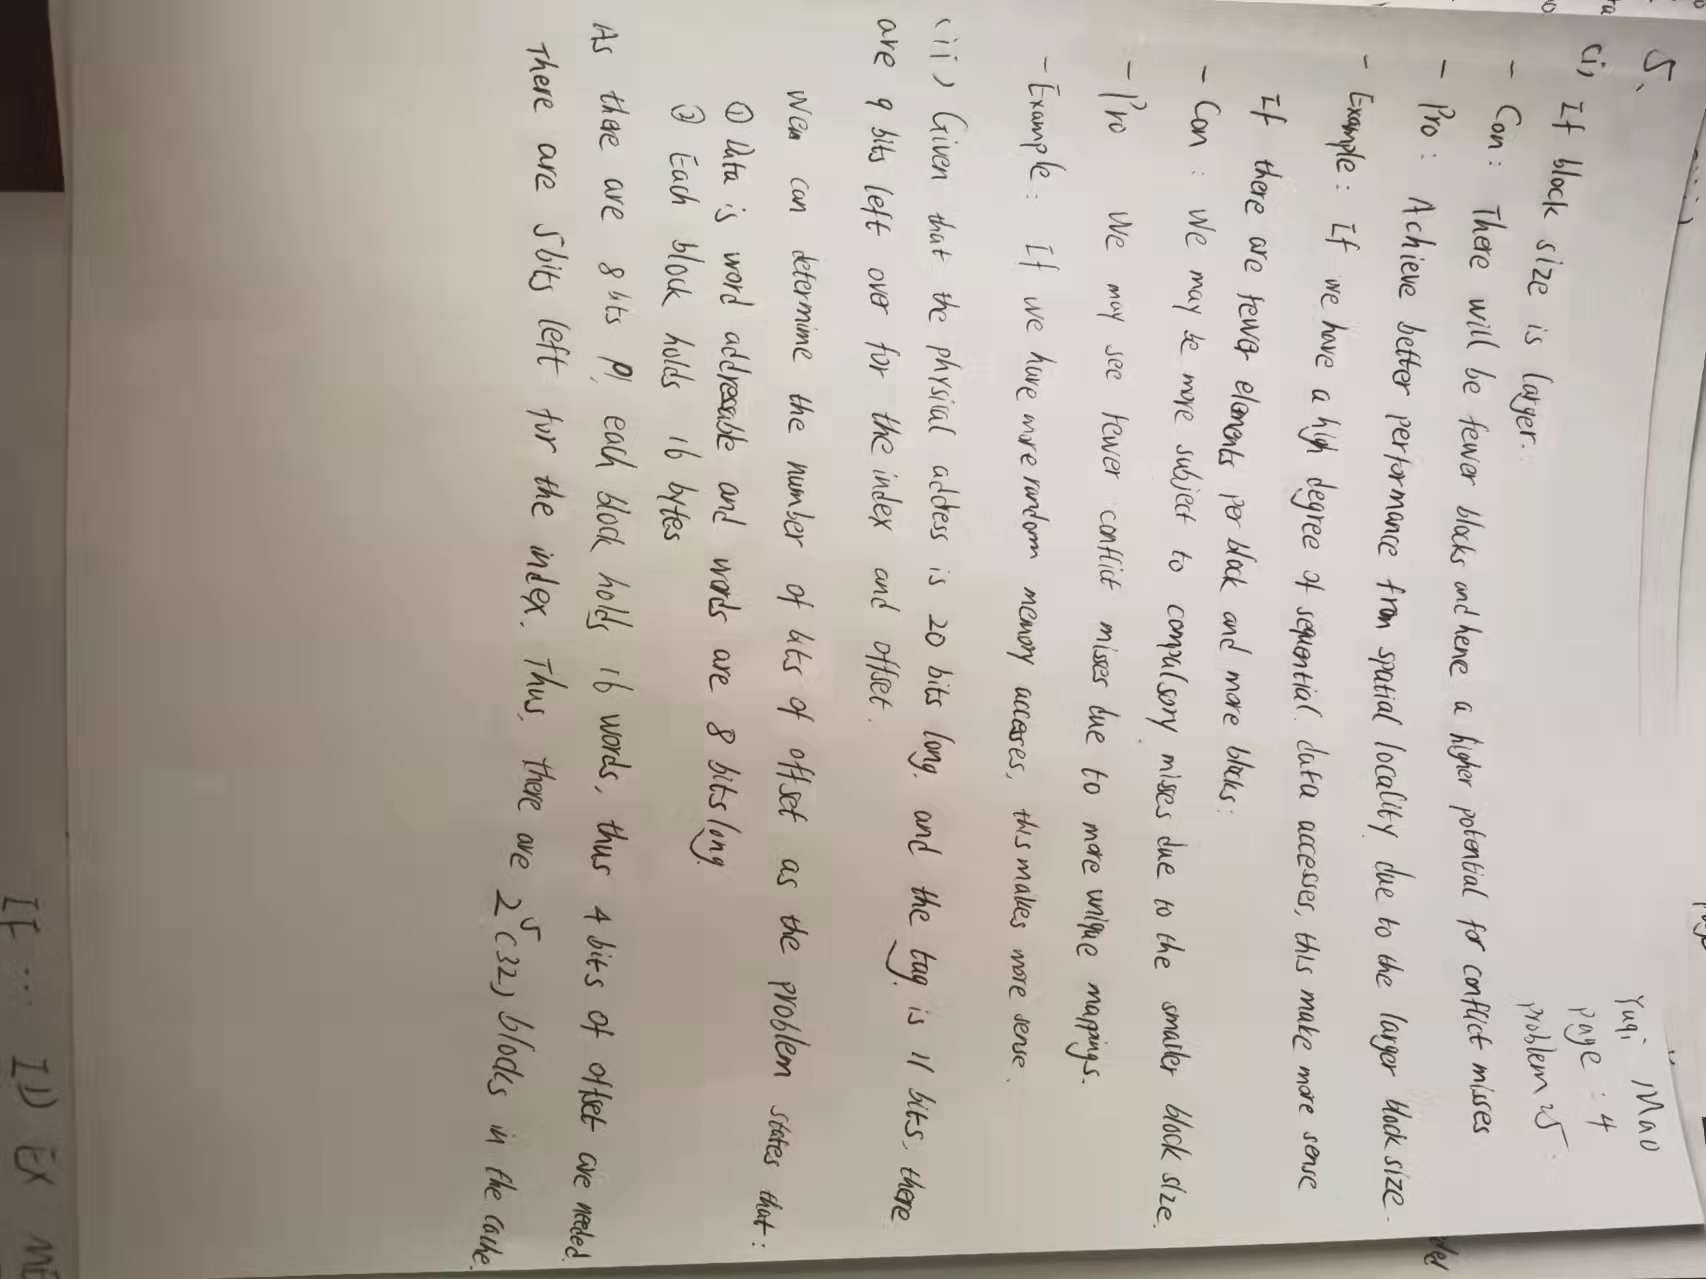 Yuqi Mao
page : 4
problem 5.
5.
(i) If block size is larger.
- Con: There will be fewer blocks and hence a higher potential for conflict misses
- Pro: Achieve better performance from spatial locality due to the larger block size.
- Example: If we have a high degree of sequential data accesses, this make more sense
If there are fewer elements per block and more blocks:
- Con: We may be more subject to compulsory misses due to the smaller block size.
- Pro We may see fewer conflict misses due to more unique mappings.
- Example: If we have more random memory accesses, this makes more sense.
(ii) Given that the physical address is 20 bits long, and the tag is 11 bits, there
are 9 bits left over for the index and offset.
can determine the number of bits of offset as the problem states that:
① Data is word addressable and words are 8 bits long
② Each block holds 16 bytes
As there are 8 bits each block holds 16 words, thus 4 bits of offset are needed.
There are 5bits left for the index. Thus, there are 2^5 (32) blocks in the cache.
IF ... ID EX